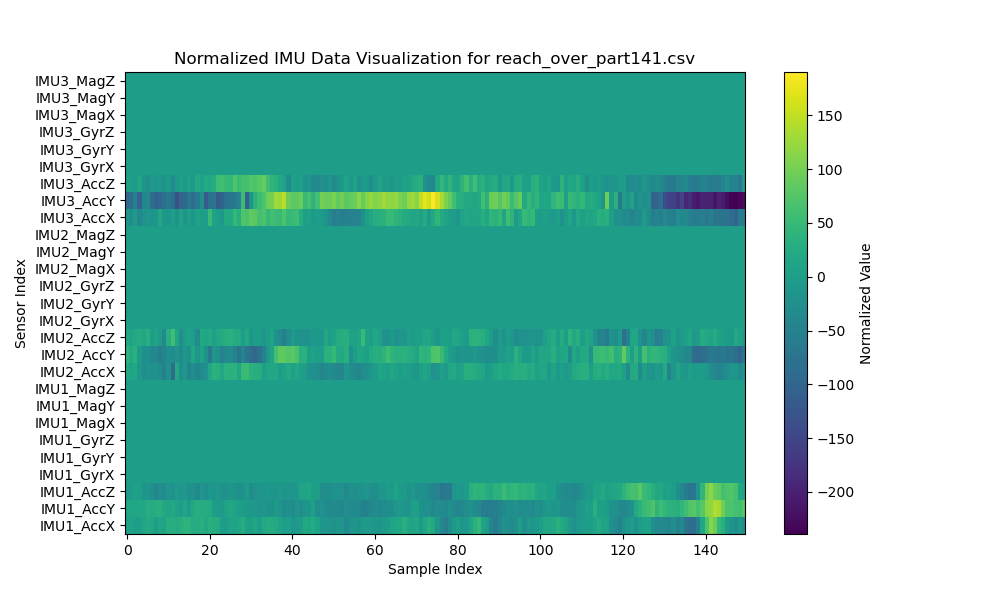 Normalized IMU Data Visualization for reach_over_part141.csv
IMU3_MagZ
IMU3_MagY
IMU3_MagX
IMU3_GyrZ
IMU3_GyrY
IMU3_GyrX
IMU3_AccZ
IMU3_AccY
IMU3_AccX
IMU2_MagZ
IMU2_MagY
IMU2_MagX
IMU2_GyrZ
IMU2_GyrY
IMU2_GyrX
IMU2_AccZ
IMU2_AccY
IMU2_AccX
IMU1_MagZ
IMU1_MagY
IMU1_MagX
IMU1_GyrZ
IMU1_GyrY
IMU1_GyrX
IMU1_AccZ
IMU1_AccY
IMU1_AccX
Sensor Index
0 20 40 60 80 100 120 140
Sample Index
150
100
50
0
−50
−100
−150
−200
Normalized Value